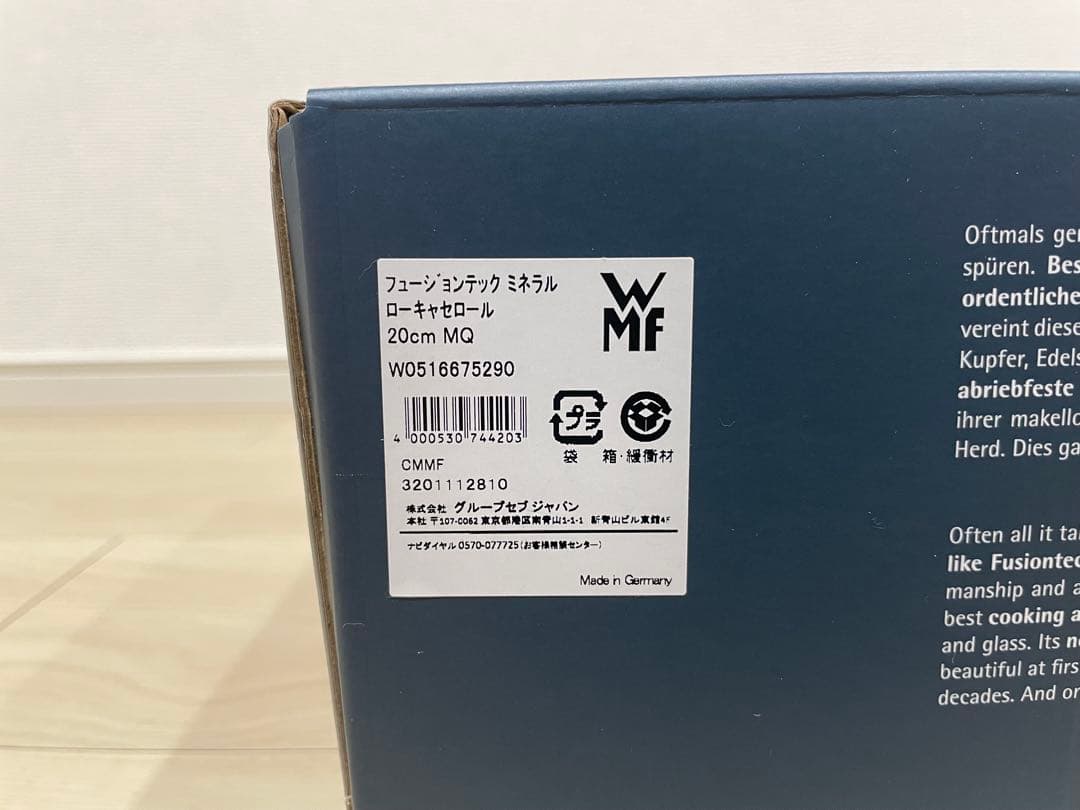 フュージョンテック ミネラル
ローキャセロール
20cm MQ
W0516675290
WMF
4 000530 744203
プラ
袋 箱・緩衝材
CMMF
3201112810
株式会社 グループセブ ジャパン
本社 〒107-0062 東京都港区南青山1-1-1 新青山ビル東館4F
ナビダイヤル 0570-077725(お客様相談センター)
Made in Germany
Oftmals ge
spüren. Bes
ordentliche
vereint diese
Kupfer, Edels
abriebfeste
ihrer makello
Herd. Dies ga
Often all it ta
like Fusiontec
manship and a
best cooking a
and glass. Its n
beautiful at firs
decades. And or